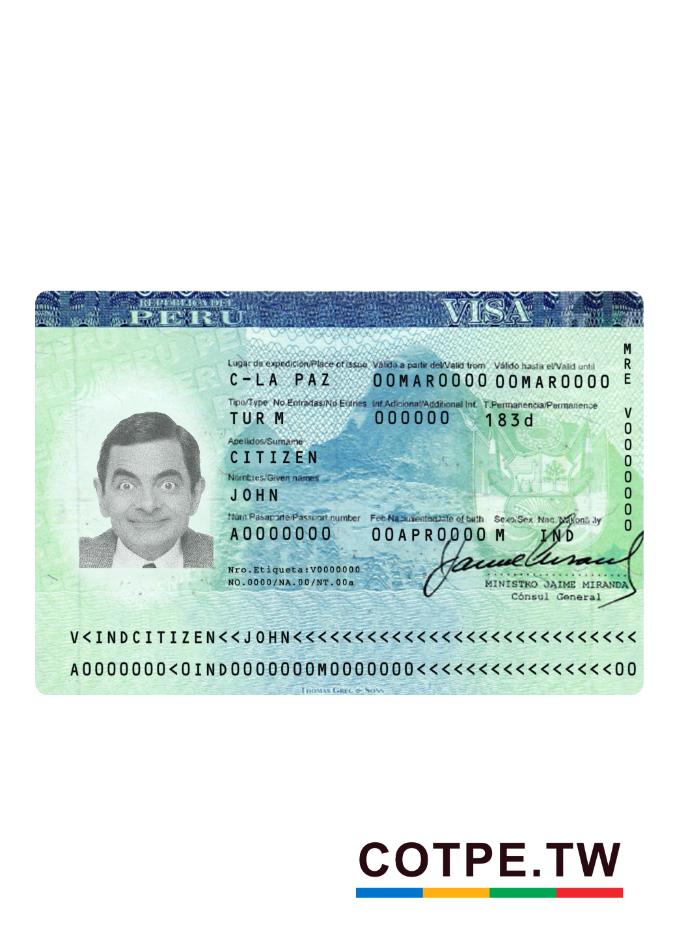 REPÚBLICA DEL
PERU VISA
Lugar de expedición/Place of issue Válida a partir del/Valid from Válido hasta el/Valid until
C-LA PAZ 00MAR0000 00MAR0000
Tipo/Type No.Entradas/No Entries Inf.Adicional/Additional Inf. T.Permanencia/Permanence
TUR M 000000 183d
Apellidos/Surname
CITIZEN
Nombres/Given names
JOHN
Núm Pasaporte/Passport number Fec Nacimiento/Date of birth Sexo/Sex Nac.
A0000000 00APR0000 M IND
MRE V0000000
Nro.Etiqueta:V0000000
NO.0000/NA.00/NT.00a
MINISTRO JAIME MIRANDA
Cónsul General
V<INDCITIZEN<<JOHN<<<<<<<<<<<<<<<<<<<<<<<<<<
A0000000<0IND0000000M0000000<<<<<<<<<<<<<<<<00
THOMAS GREG & SONS
COTPE.TW